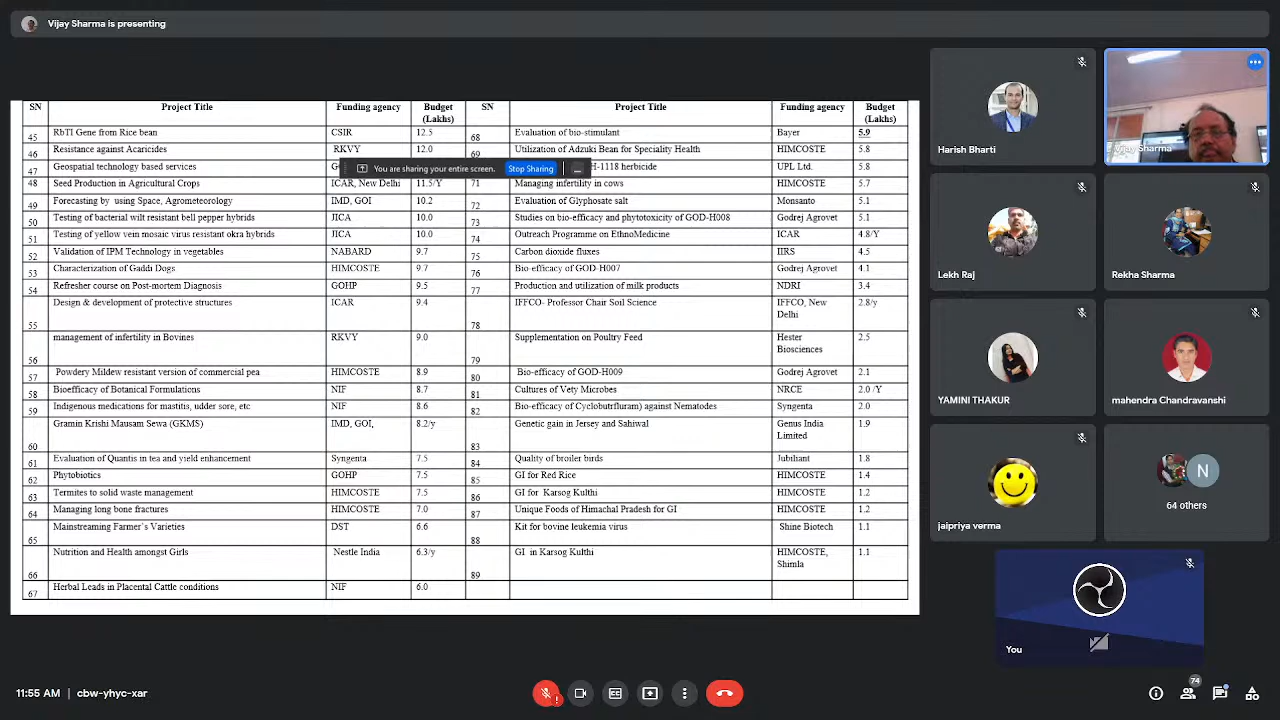 Vijay Sharma is presenting
SN Project Title Funding agency Budget (Lakhs) SN Project Title Funding agency Budget (Lakhs)
45 RbTI Gene from Rice bean CSIR 12.5 68 Evaluation of bio-stimulant Bayer 5.9
46 Resistance against Acaricides RKVY 12.0 69 Utilization of Adzuki Bean for Speciality Health HIMCOSTE 5.8
47 Geospatial technology based services H-1118 herbicide UPL Ltd. 5.8
You are sharing your entire screen. Stop Sharing
48 Seed Production in Agricultural Crops ICAR, New Delhi 11.5/Y 71 Managing infertility in cows HIMCOSTE 5.7
49 Forecasting by using Space, Agrometeorology IMD, GOI 10.2 72 Evaluation of Glyphosate salt Monsanto 5.1
50 Testing of bacterial wilt resistant bell pepper hybrids JICA 10.0 73 Studies on bio-efficacy and phytotoxicity of GOD-H008 Godrej Agrovet 5.1
51 Testing of yellow vein mosaic virus resistant okra hybrids JICA 10.0 74 Outreach Programme on EthnoMedicine ICAR 4.8/Y
52 Validation of IPM Technology in vegetables NABARD 9.7 75 Carbon dioxide fluxes IIRS 4.5
53 Characterization of Gaddi Dogs HIMCOSTE 9.7 76 Bio-efficacy of GOD-H007 Godrej Agrovet 4.1
54 Refresher course on Post-mortem Diagnosis GOHP 9.5 77 Production and utilization of milk products NDRI 3.4
55 Design & development of protective structures ICAR 9.4 78 IFFCO- Professor Chair Soil Science IFFCO, New Delhi 2.8/y
56 management of infertility in Bovines RKVY 9.0 79 Supplementation on Poultry Feed Hester Biosciences 2.5
57 Powdery Mildew resistant version of commercial pea HIMCOSTE 8.9 80 Bio-efficacy of GOD-H009 Godrej Agrovet 2.1
58 Bioefficacy of Botanical Formulations NIF 8.7 81 Cultures of Vety Microbes NRCE 2.0 /Y
59 Indigenous medications for mastitis, udder sore, etc NIF 8.6 82 Bio-efficacy of Cyclobutrfluram) against Nematodes Syngenta 2.0
60 Gramin Krishi Mausam Sewa (GKMS) IMD, GOI, 8.2/y 83 Genetic gain in Jersey and Sahiwal Genus India Limited 1.9
61 Evaluation of Quantis in tea and yield enhancement Syngenta 7.5 84 Quality of broiler birds Jubiliant 1.8
62 Phytobiotics GOHP 7.5 85 GI for Red Rice HIMCOSTE 1.4
63 Termites to solid waste management HIMCOSTE 7.5 86 GI for Karsog Kulthi HIMCOSTE 1.2
64 Managing long bone fractures HIMCOSTE 7.0 87 Unique Foods of Himachal Pradesh for GI HIMCOSTE 1.2
65 Mainstreaming Farmer's Varieties DST 6.6 88 Kit for bovine leukemia virus Shine Biotech 1.1
66 Nutrition and Health amongst Girls Nestle India 6.3/y 89 GI in Karsog Kulthi HIMCOSTE, Shimla 1.1
67 Herbal Leads in Placental Cattle conditions NIF 6.0
Harish Bharti
Vijay Sharma
Lekh Raj
Rekha Sharma
YAMINI THAKUR
mahendra Chandravanshi
jaipriya verma
N
64 others
You
11:55 AM | cbw-yhyc-xar
74